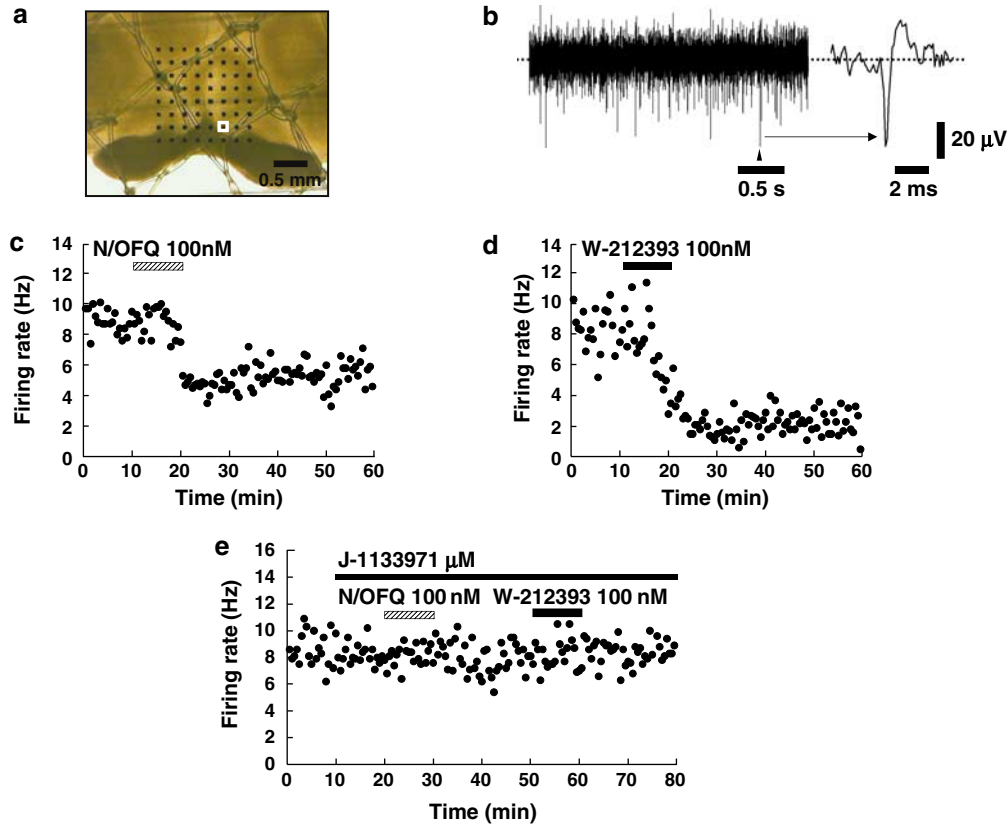 a
0.5 mm
b
20 μV
0.5 s
2 ms
c
N/OFQ 100nM
Firing rate (Hz)
14
12
10
8
6
4
2
0
0 10 20 30 40 50 60
Time (min)
d
W-212393 100nM
Firing rate (Hz)
14
12
10
8
6
4
2
0
0 10 20 30 40 50 60
Time (min)
e
J-1133971 μM
N/OFQ 100 nM W-212393 100 nM
Firing rate (Hz)
16
14
12
10
8
6
4
2
0
0 10 20 30 40 50 60 70 80
Time (min)